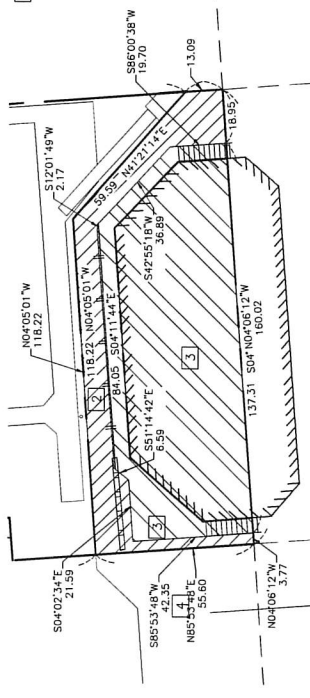 N04°05'01"W
118.22
S12°01'49"W
2.17
S86°00'38"W
19.70
13.09
59.59
N41°21'14"E
118.22 N04°05'01"W
2
84.05 S04°11'44"E
S42°55'18"W
36.89
18.95
S51°14'42"E
6.59
3
S04°02'34"E
21.59
3
137.31 S04° N04°06'12"W
160.02
S85°53'48"W
42.35
4
N85°53'48"E
55.60
N04°06'12"W
3.77